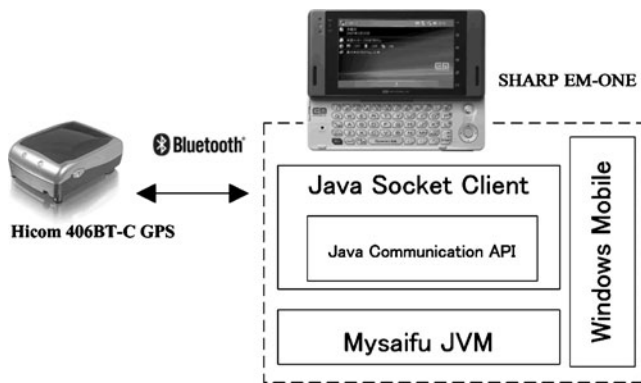 SHARP EM-ONE
Bluetooth®
Hicom 406BT-C GPS
Java Socket Client
Java Communication API
Mysaifu JVM
Windows Mobile